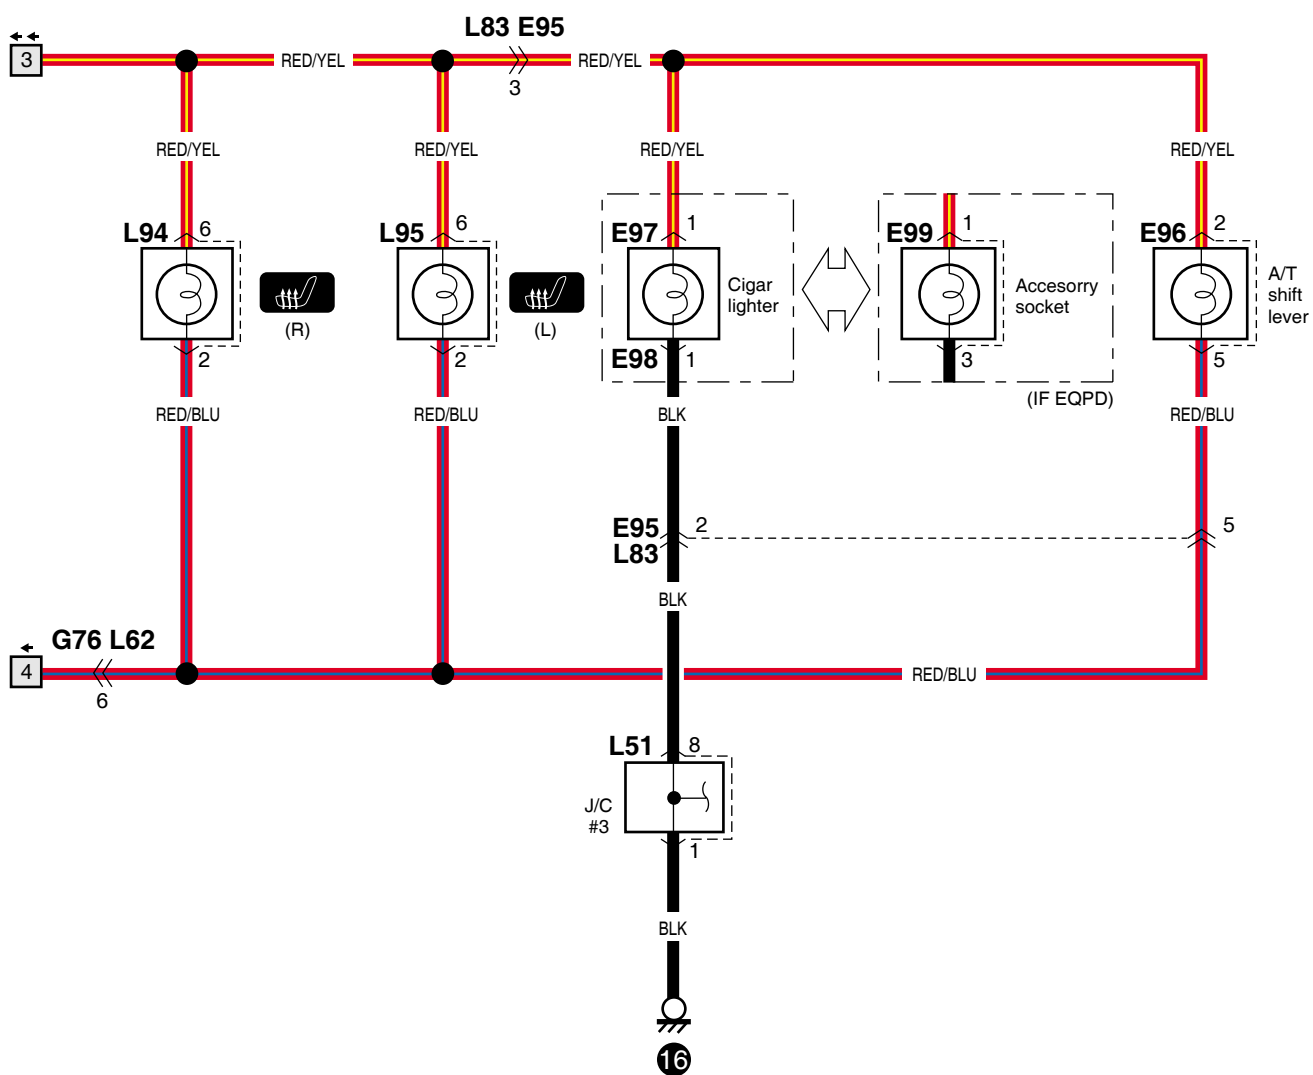 L83 E95
3
RED/YEL
RED/YEL
3
RED/YEL
RED/YEL
RED/YEL
RED/YEL
L94
6
L95
6
E97
1
E99
1
E96
2
(R)
(L)
Cigar
lighter
Accesorry
socket
A/T
shift
lever
2
2
E98
1
3
5
(IF EQPD)
RED/BLU
RED/BLU
BLK
RED/BLU
E95
2
5
L83
BLK
G76 L62
4
6
RED/BLU
L51
8
J/C
#3
1
BLK
16